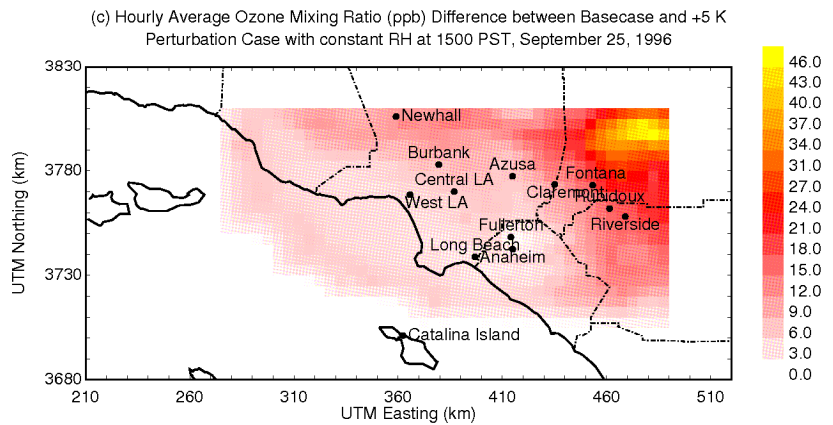 (c) Hourly Average Ozone Mixing Ratio (ppb) Difference between Basecase and +5 K
Perturbation Case with constant RH at 1500 PST, September 25, 1996
3830
3780
3730
3680
UTM Northing (km)
210
260
310
360
410
460
510
UTM Easting (km)
Newhall
Burbank
Azusa
Central LA
Claremont
Fontana
West LA
Rubidoux
Riverside
Fullerton
Long Beach
Anaheim
Catalina Island
46.0
43.0
40.0
37.0
34.0
31.0
27.0
24.0
21.0
18.0
15.0
12.0
9.0
6.0
3.0
0.0